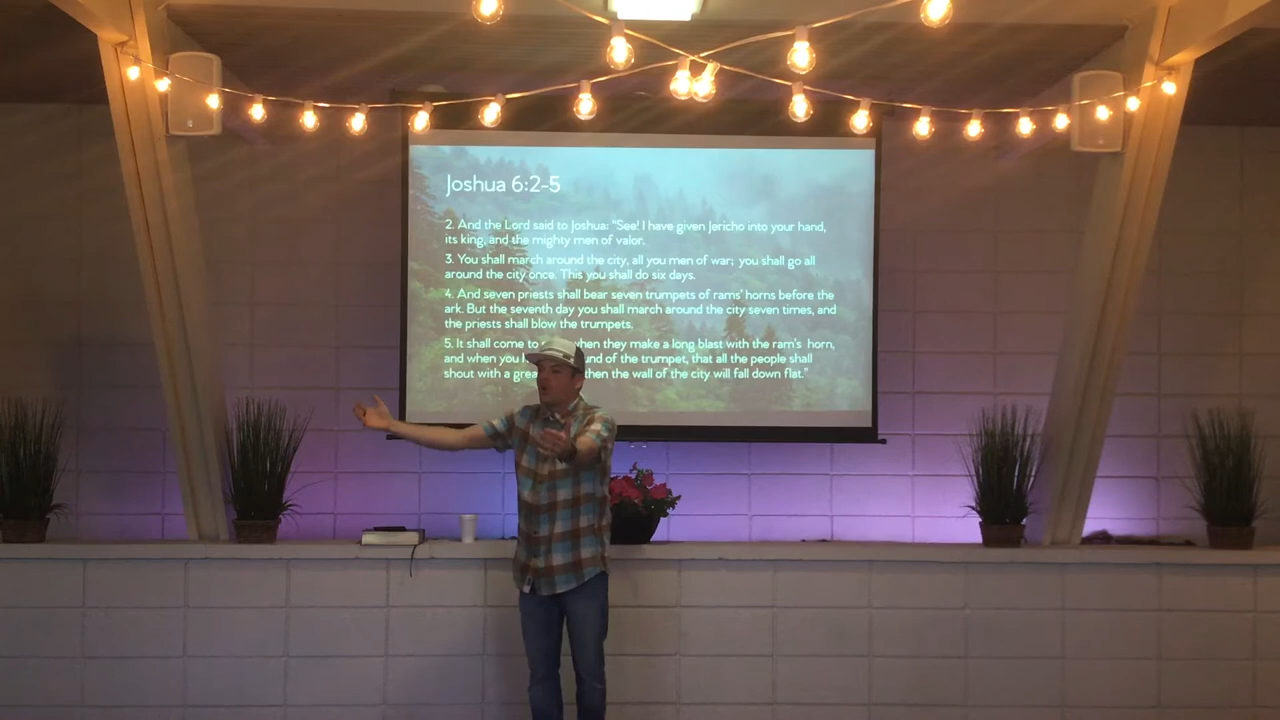 Joshua 6:2-5
2. And the Lord said to Joshua: "See! I have given Jericho into your hand,
its king, and the mighty men of valor.
3. You shall march around the city, all you men of war; you shall go all
around the city once. This you shall do six days.
4. And seven priests shall bear seven trumpets of rams' horns before the
ark. But the seventh day you shall march around the city seven times, and
the priests shall blow the trumpets.
5. It shall come to when they make a long blast with the ram's horn,
and when you of the trumpet, that all the people shall
shout with a then the wall of the city will fall down flat."